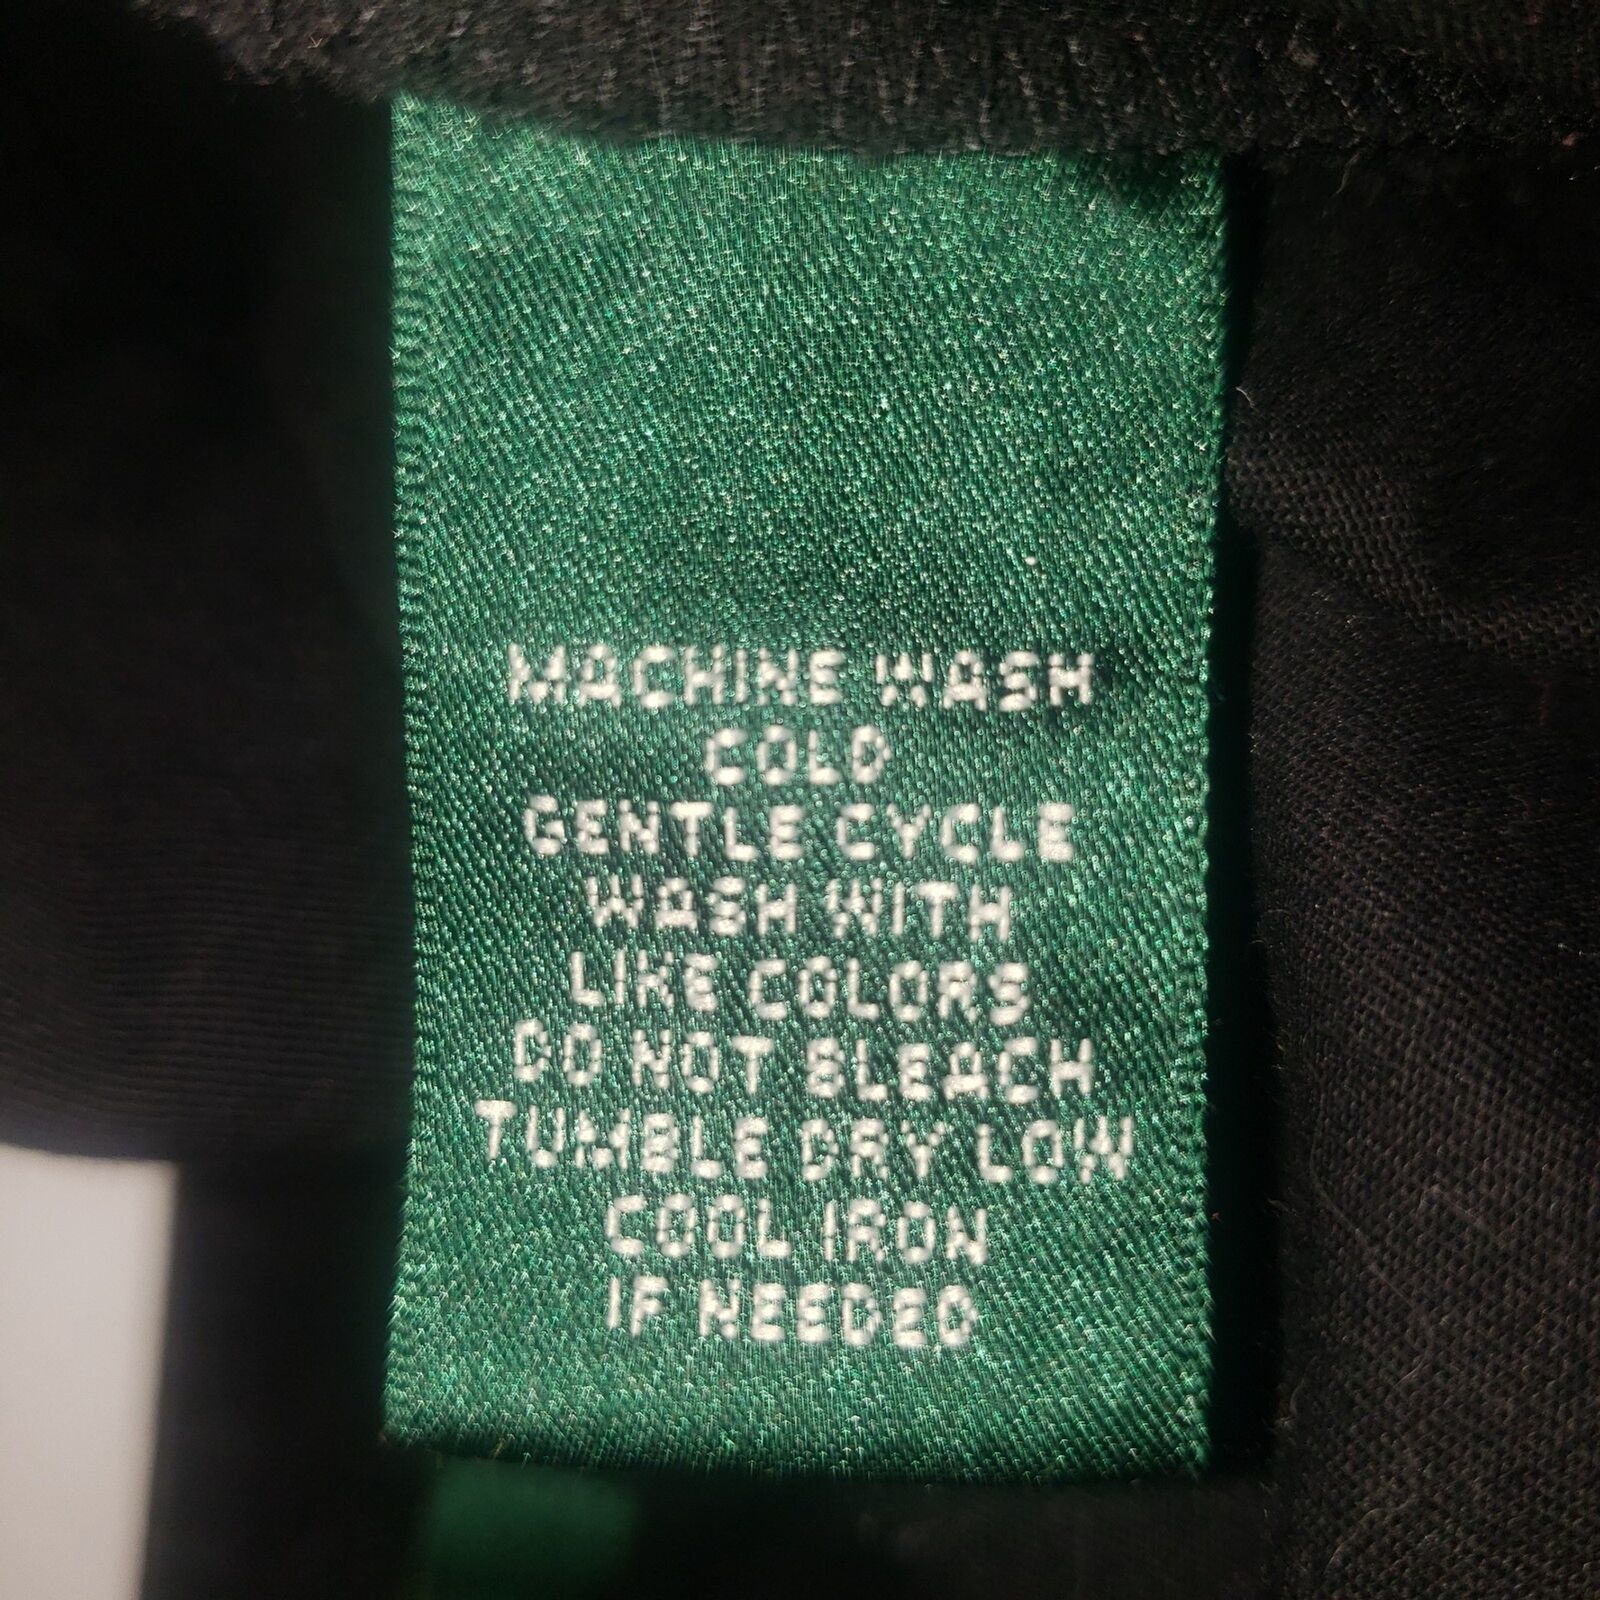 MACHINE WASH
COLD
GENTLE CYCLE
WASH WITH
LIKE COLORS
DO NOT BLEACH
TUMBLE DRY LOW
COOL IRON
IF NEEDED